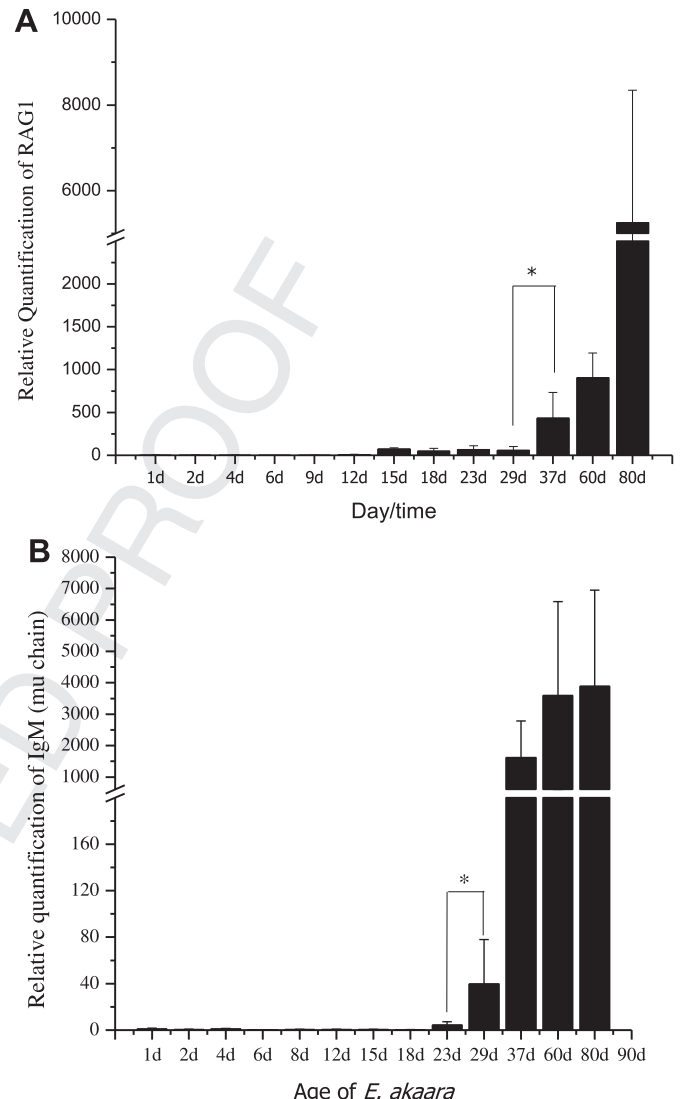 A
10000
8000
6000
2000
1500
1000
500
0
Relative Quantificatiuon of RAG1
*
1d 2d 4d 6d 9d 12d 15d 18d 23d 29d 37d 60d 80d
Day/time
B
8000
7000
6000
5000
4000
3000
2000
1000
160
120
80
40
0
Relative quantification of IgM (mu chain)
*
1d 2d 4d 6d 8d 12d 15d 18d 23d 29d 37d 60d 80d 90d
Age of E. akaara
ED PROOF